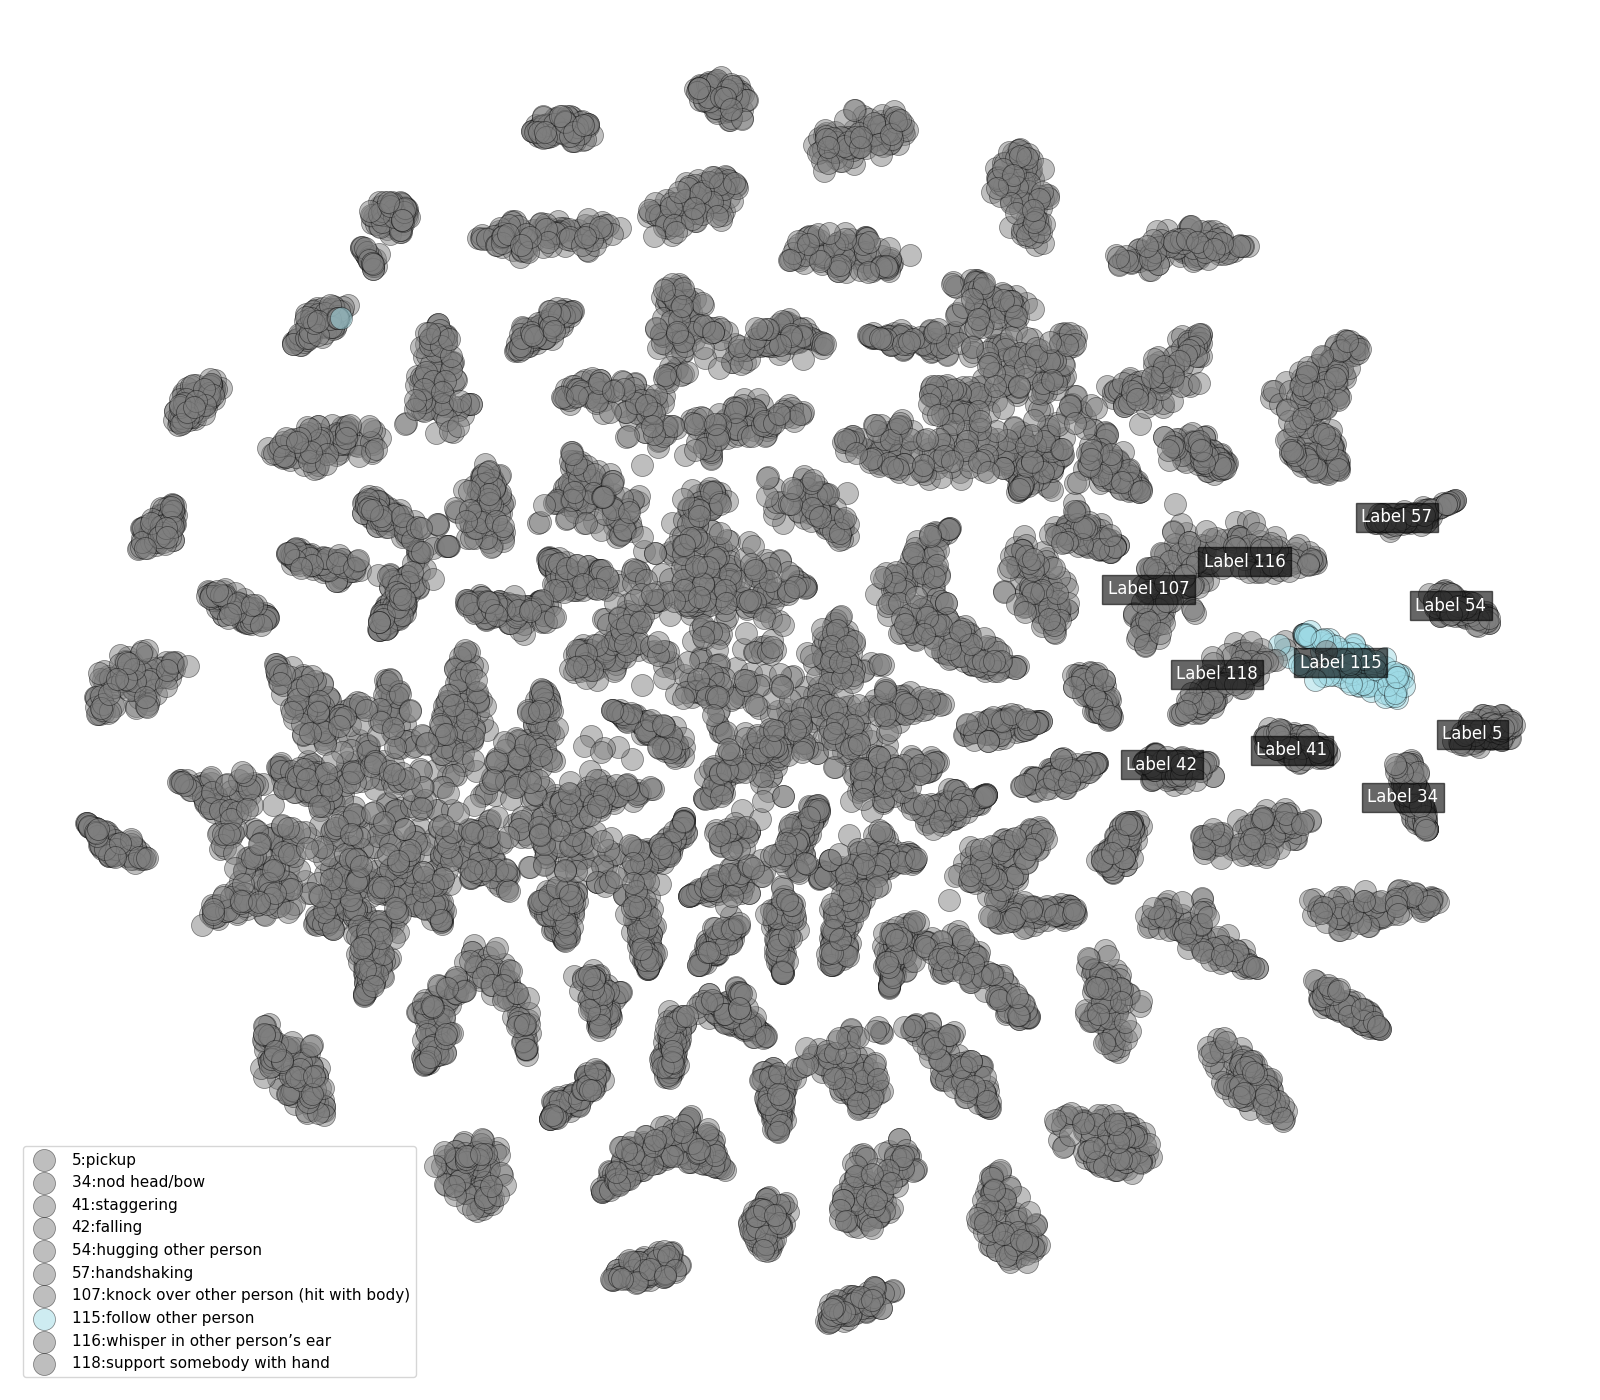 Label 57
Label 116
Label 107
Label 54
Label 115
Label 118
Label 5
Label 41
Label 42
Label 34
5:pickup
34:nod head/bow
41:staggering
42:falling
54:hugging other person
57:handshaking
107:knock over other person (hit with body)
115:follow other person
116:whisper in other person’s ear
118:support somebody with hand